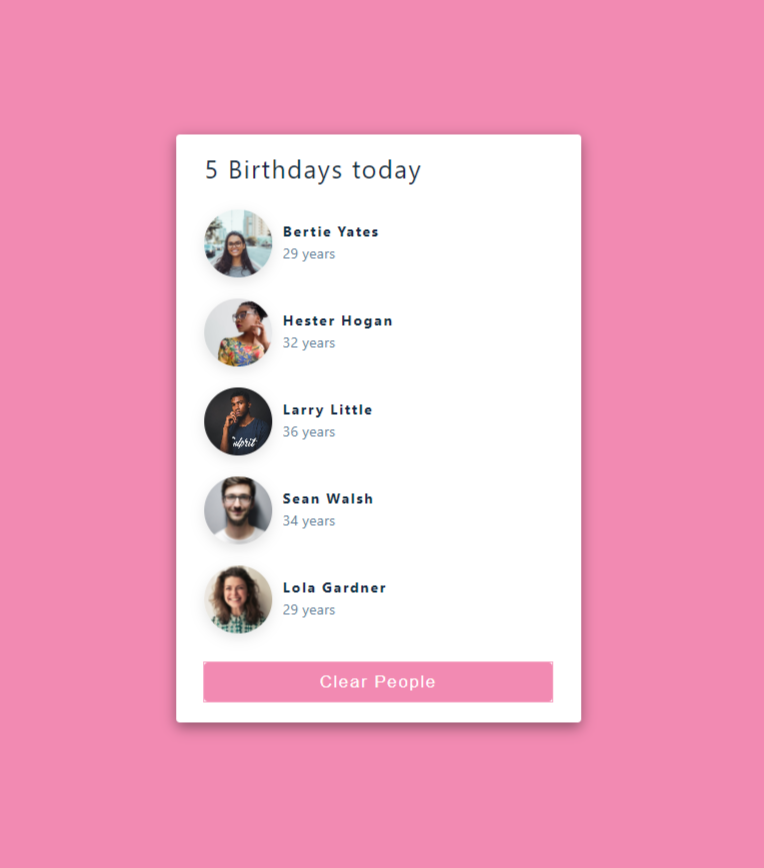 5 Birthdays today
Bertie Yates
29 years
Hester Hogan
32 years
Larry Little
36 years
Sean Walsh
34 years
Lola Gardner
29 years
Clear People